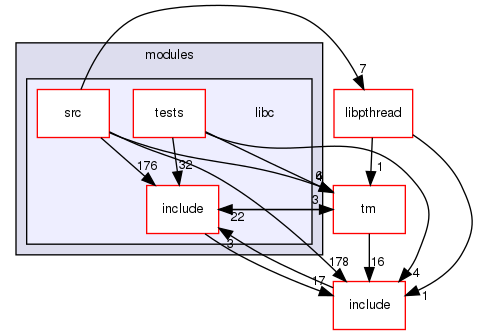 modules
7
src
tests
libc
libpthread
176
32
1
6
4
include
22
3
tm
3
178
16
17
4
1
include